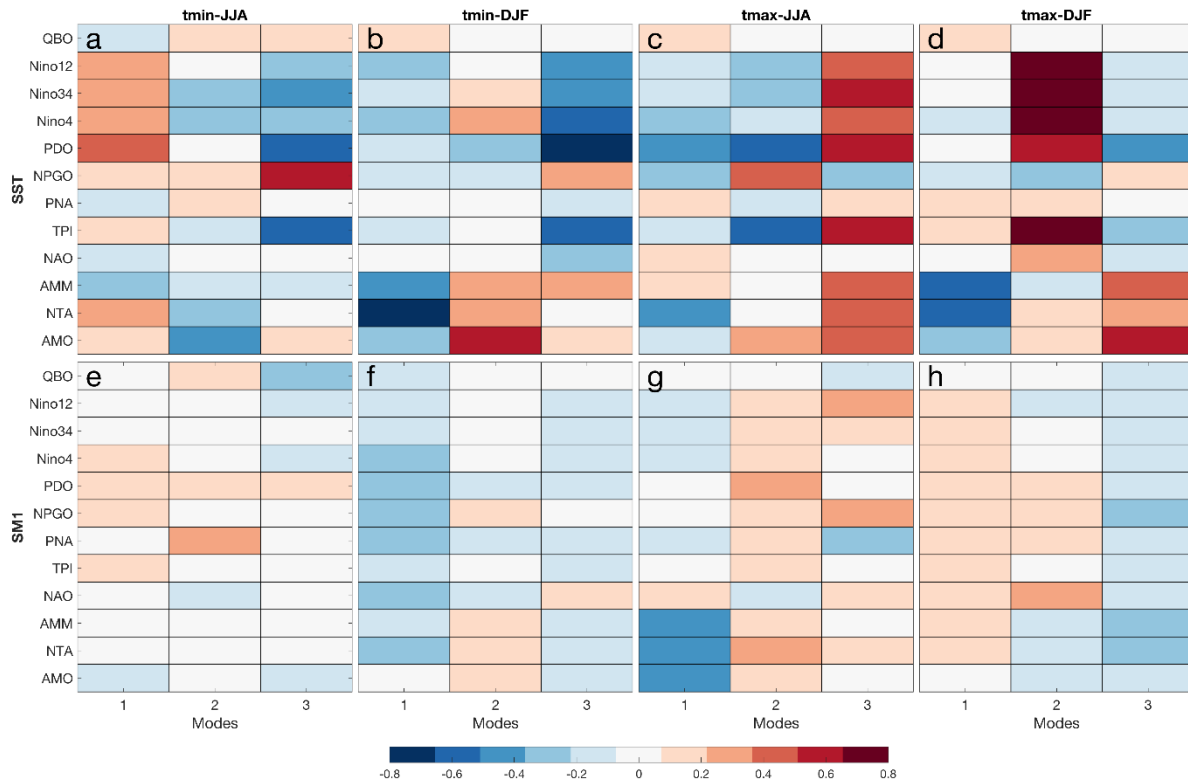 tmin-JJA tmin-DJF tmax-JJA tmax-DJF
a b c d
SST
QBO
Nino12
Nino34
Nino4
PDO
NPGO
PNA
TPI
NAO
AMM
NTA
AMO
e f g h
SM1
QBO
Nino12
Nino34
Nino4
PDO
NPGO
PNA
TPI
NAO
AMM
NTA
AMO
1 2 3 1 2 3 1 2 3 1 2 3
Modes Modes Modes Modes
-0.8 -0.6 -0.4 -0.2 0 0.2 0.4 0.6 0.8